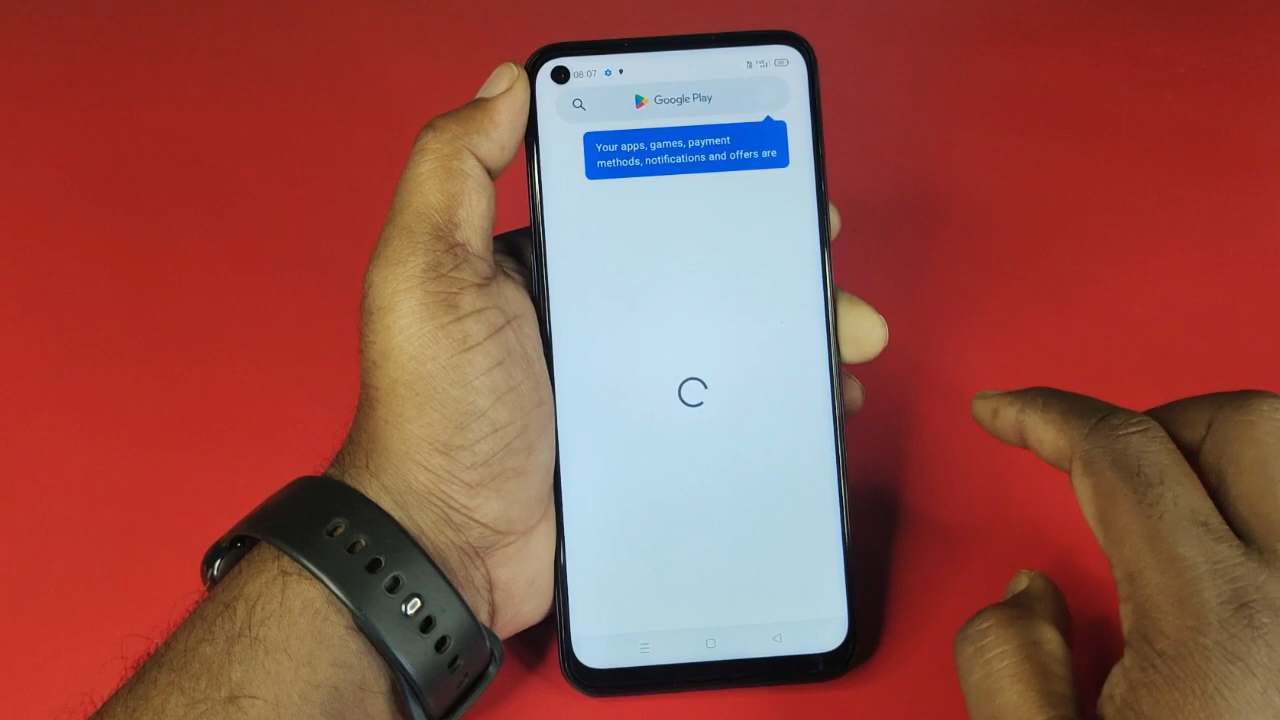 08:07
Google Play
Your apps, games, payment
methods, notifications and offers are